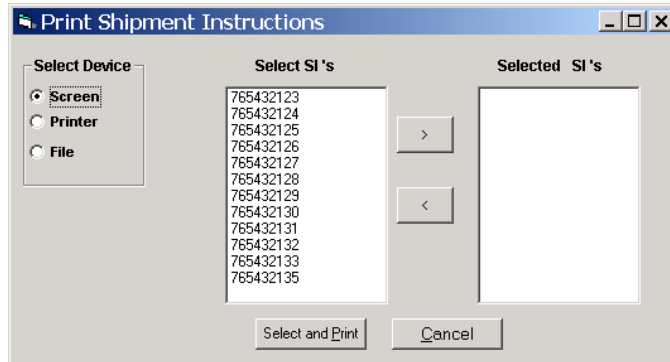 Print Shipment Instructions
Select Device
Screen
Printer
File
Select SI 's
765432123
765432124
765432125
765432126
765432127
765432128
765432129
765432130
765432131
765432132
765432133
765432135
>
<
Selected SI 's
Select and Print
Cancel